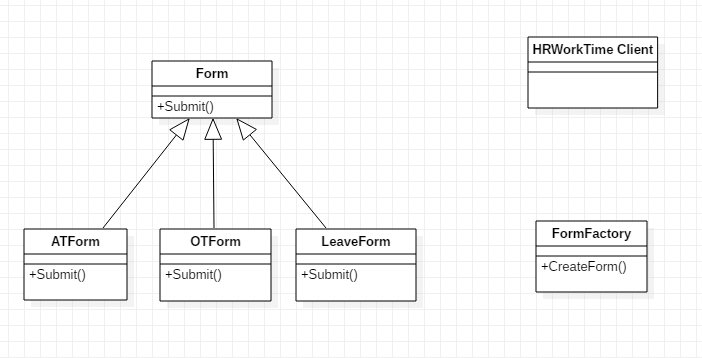 HRWorkTime Client
Form
+Submit()
ATForm
+Submit()
OTForm
+Submit()
LeaveForm
+Submit()
FormFactory
+CreateForm()